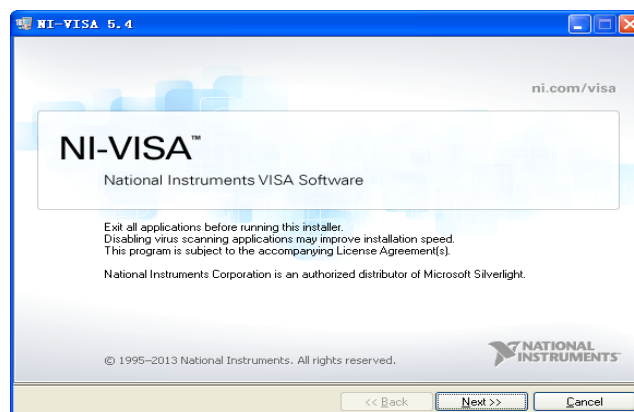 NI-VISA 5.4
ni.com/visa
NI-VISA™
National Instruments VISA Software
Exit all applications before running this installer.
Disabling virus scanning applications may improve installation speed.
This program is subject to the accompanying License Agreement(s).
National Instruments Corporation is an authorized distributor of Microsoft Silverlight.
© 1995–2013 National Instruments. All rights reserved.
NATIONAL
INSTRUMENTS™
<< Back
Next >>
Cancel